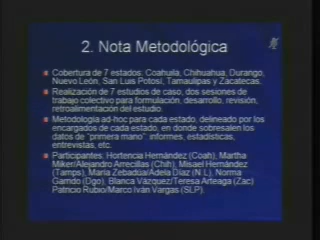 2. Nota Metodológica
Cobertura de 7 estados: Coahuila, Chihuahua, Durango,
Nuevo León, San Luis Potosí, Tamaulipas y Zacatecas.
Realización de 7 estudios de caso, dos sesiones de
trabajo colectivo para formulación, desarrollo, revisión,
retroalimentación del estudio.
Metodología ad-hoc para cada estado, delineado por los
encargados de cada estado, en donde sobresalen los
datos de "primera mano": informes, estadísticas,
entrevistas, etc.
Participantes: Hortencia Hernández (Coah), Martha
Miker/Alejandro Arrecillas (Chih), Misael Hernández
(Tamps), María Zebadúa/Adela Díaz (N.L), Norma
Garrido (Dgo), Blanca Vázquez/Teresa Arteaga (Zac)
Patricio Rubio/Marco Iván Vargas (SLP).